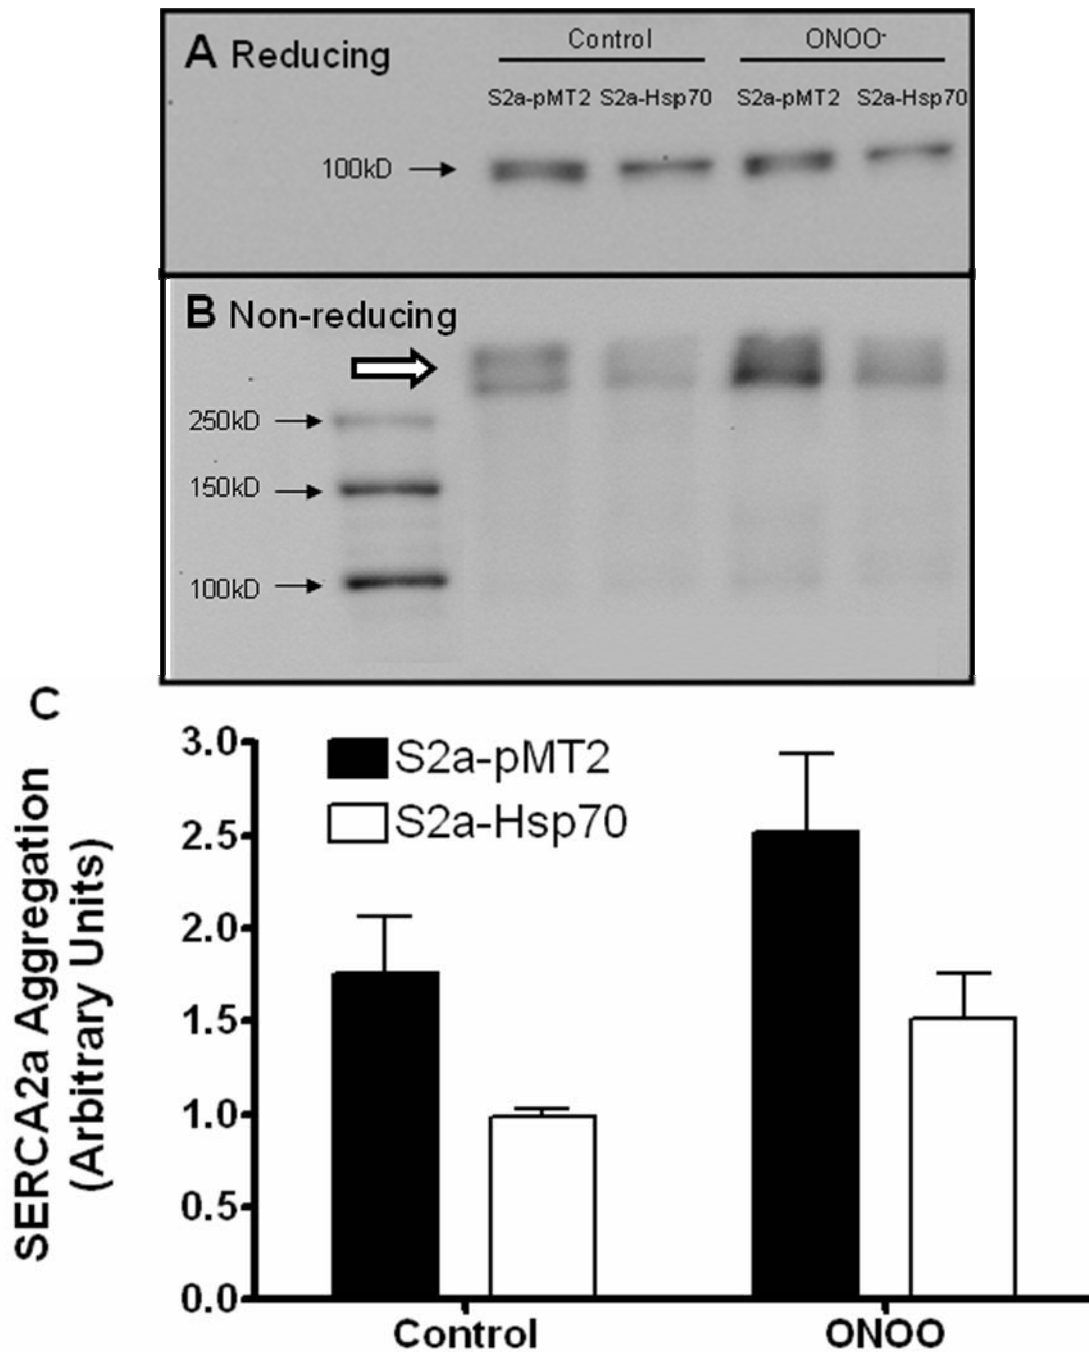 A Reducing
Control
ONOO-
S2a-pMT2 S2a-Hsp70
S2a-pMT2 S2a-Hsp70
100kD
B Non-reducing
250kD
150kD
100kD
C
SERCA2a Aggregation
(Arbitrary Units)
3.0
2.5
2.0
1.5
1.0
0.5
0.0
S2a-pMT2
S2a-Hsp70
Control
ONOO